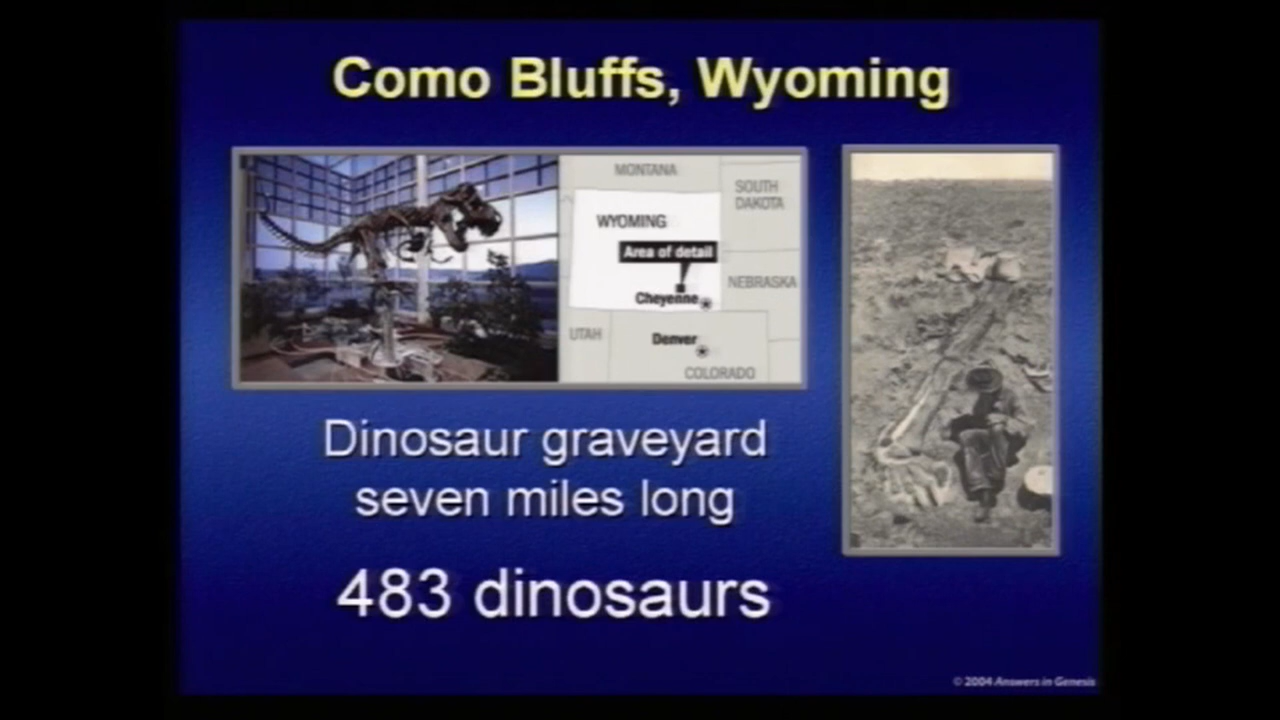 Como Bluffs, Wyoming
MONTANA
SOUTH
DAKOTA
WYOMING
Area of detail
NEBRASKA
Cheyenne
UTAH
Denver
COLORADO
Dinosaur graveyard
seven miles long
483 dinosaurs
© 2004 Answers in Genesis